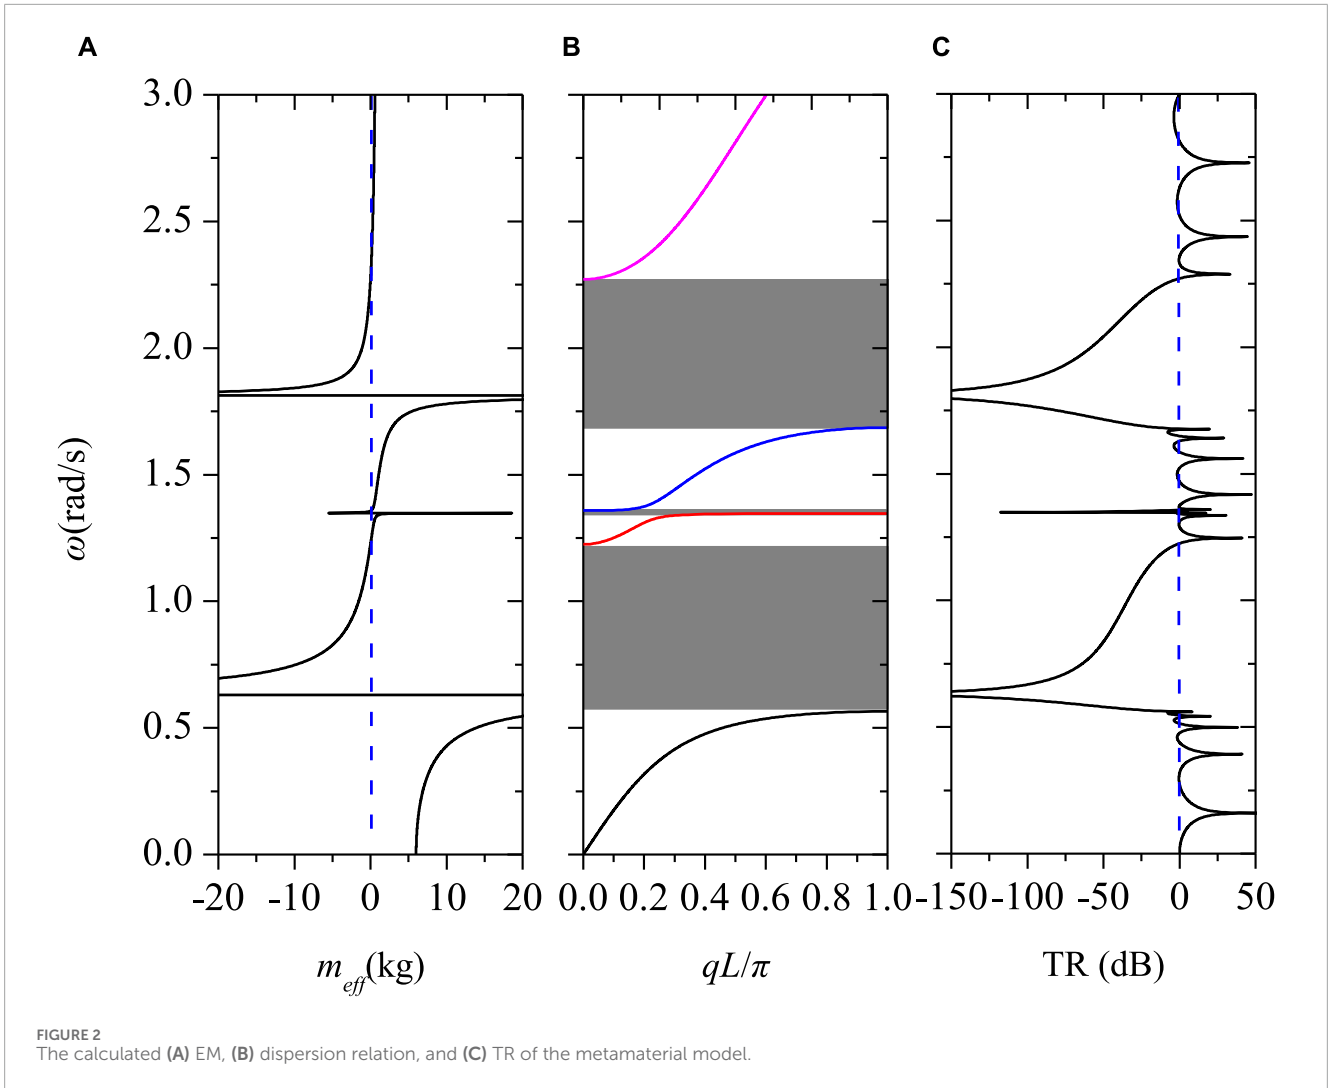 A B C
3.0
2.5
2.0
1.5
1.0
0.5
0.0
ω(rad/s)
-20 -10 0 10 20 0.0 0.2 0.4 0.6 0.8 1.0 -150 -100 -50 0 50
m_eff(kg) qL/π TR (dB)
FIGURE 2
The calculated (A) EM, (B) dispersion relation, and (C) TR of the metamaterial model.